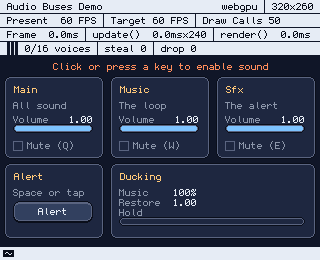 Audio Buses Demo webgpu 320x260
Present 60 FPS Target 60 FPS Draw Calls 50
Frame 0.0ms update() 0.0msx240 render() 0.0ms
0/16 voices steal 0 drop 0
Click or press a key to enable sound
Main Music Sfx
All sound The loop The alert
Volume 1.00 Volume 1.00 Volume 1.00
Mute (Q) Mute (W) Mute (E)
Alert Ducking
Space or tap Music 100%
Alert Restore 1.00
Hold